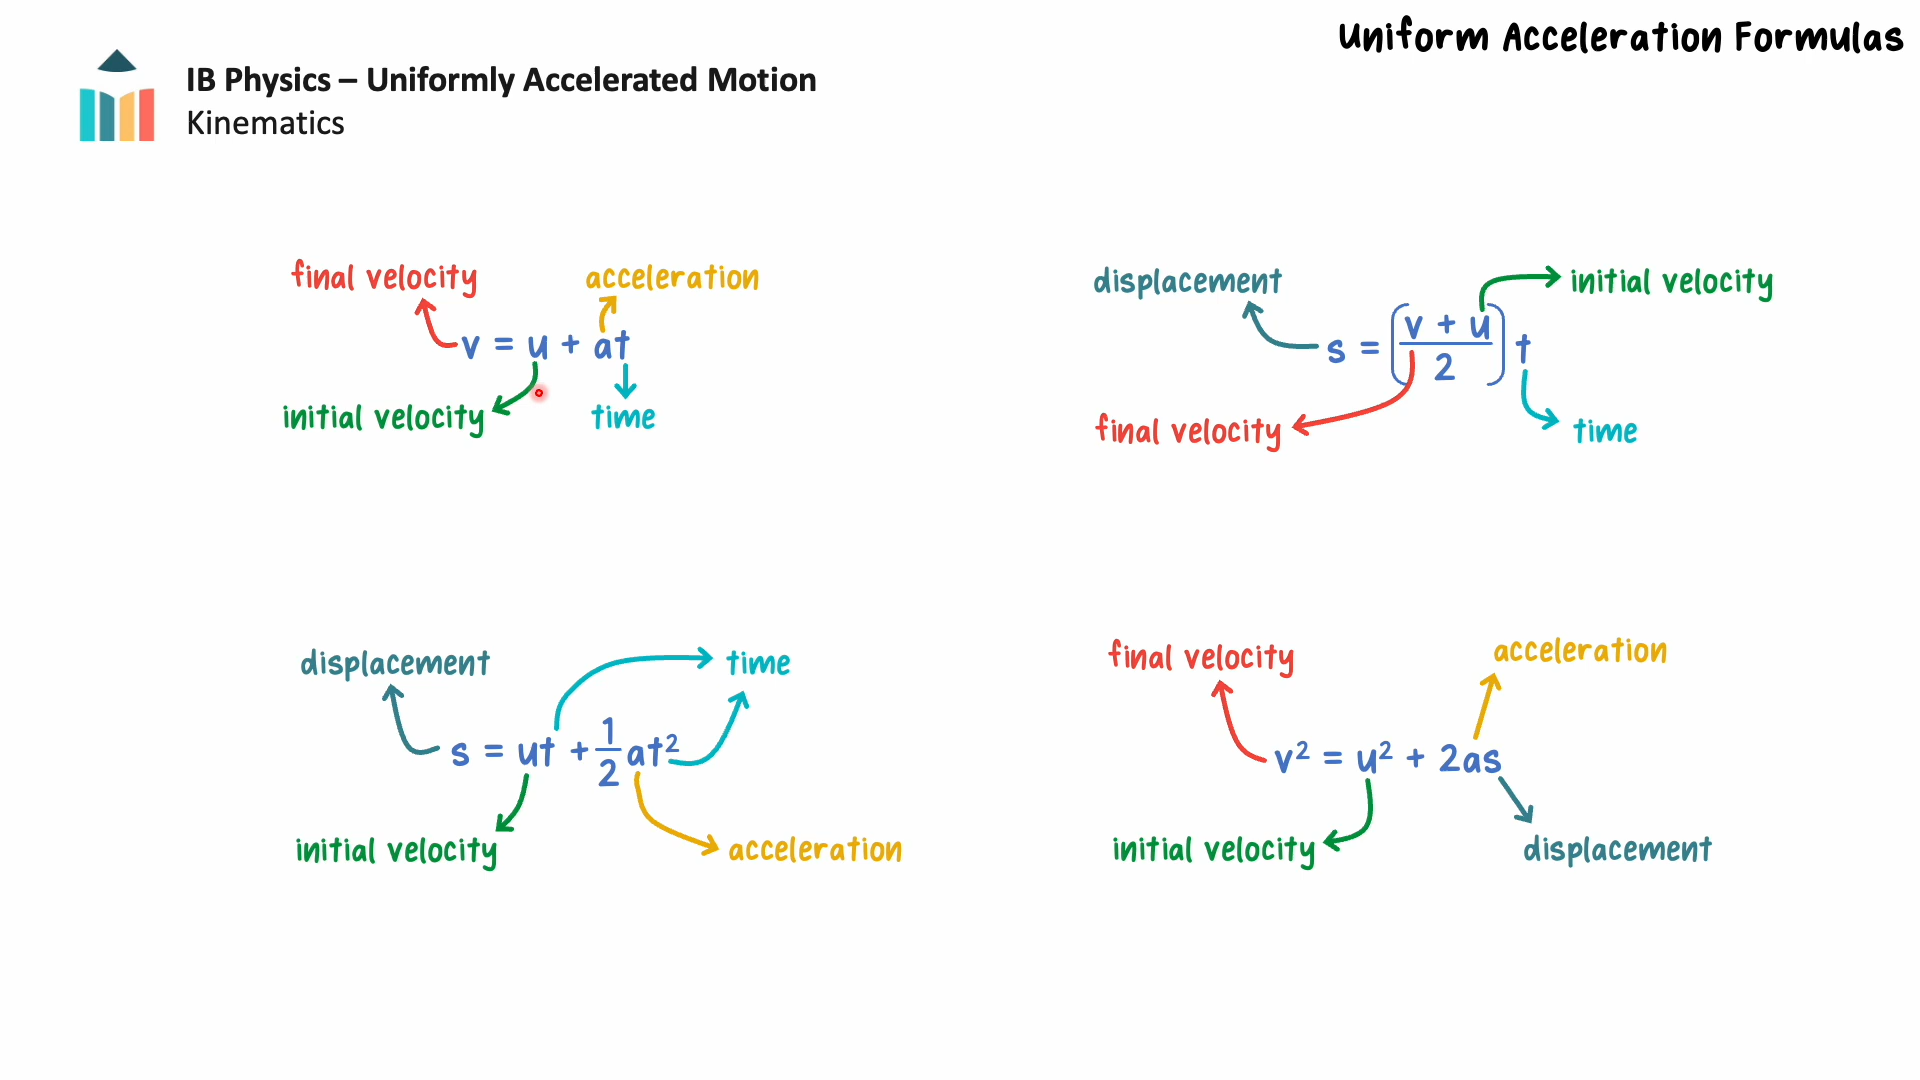 Uniform Acceleration Formulas
IB Physics – Uniformly Accelerated Motion
Kinematics
final velocity
acceleration
v = u + at
initial velocity
time
displacement
initial velocity
s = [(v + u)/2] t
final velocity
time
displacement
time
s = ut + 1/2 at²
initial velocity
acceleration
final velocity
acceleration
v² = u² + 2as
initial velocity
displacement